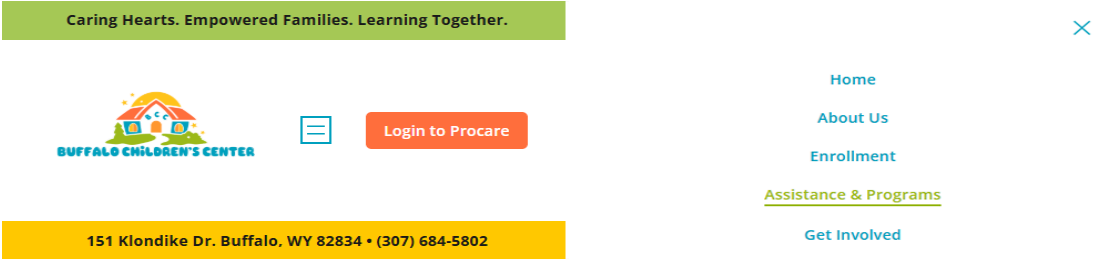 Caring Hearts. Empowered Families. Learning Together.
BCC
BUFFALO CHILDREN'S CENTER
Login to Procare
151 Klondike Dr. Buffalo, WY 82834 • (307) 684-5802
Home
About Us
Enrollment
Assistance & Programs
Get Involved